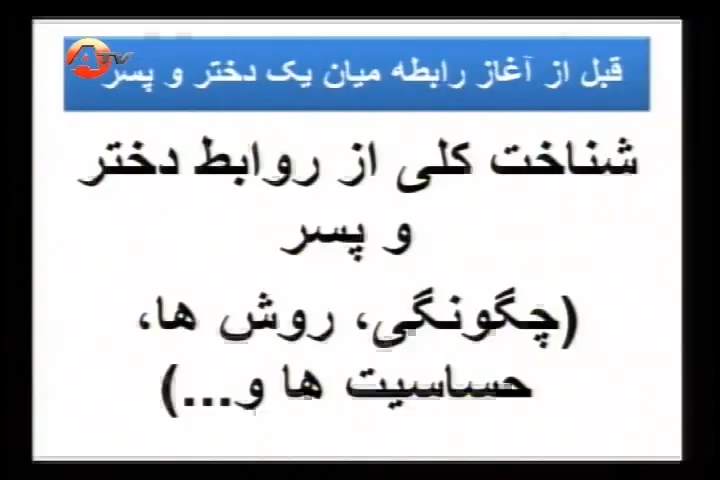 ATV
قبل از آغاز رابطه میان یک دختر و پسر
شناخت کلی از روابط دختر
و پسر
(چگونگی، روش ها،
حساسیت ها و...)